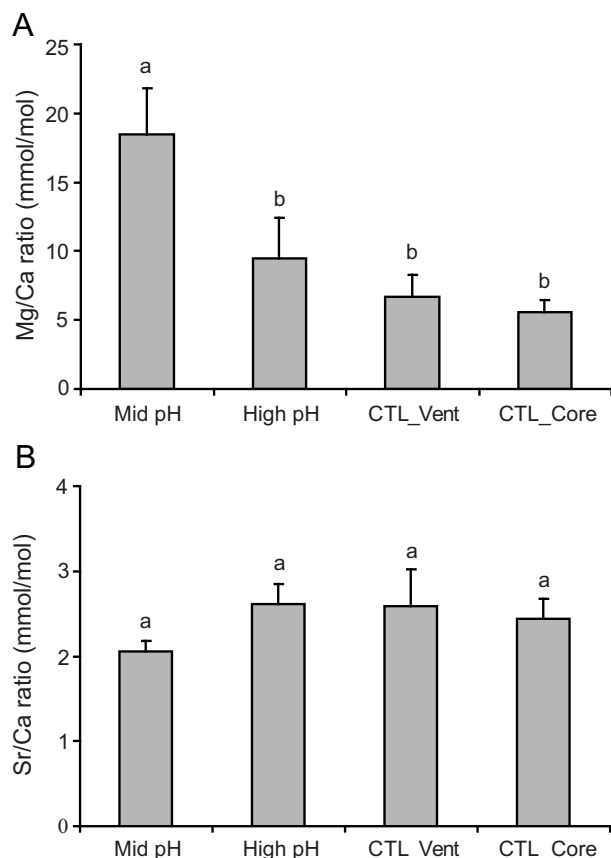 A
Mg/Ca ratio (mmol/mol)
25
20
15
10
5
0
a
b
b
b
Mid pH High pH CTL_Vent CTL_Core
B
Sr/Ca ratio (mmol/mol)
4
3
2
1
0
a
a
a
a
Mid pH High pH CTL_Vent CTL_Core